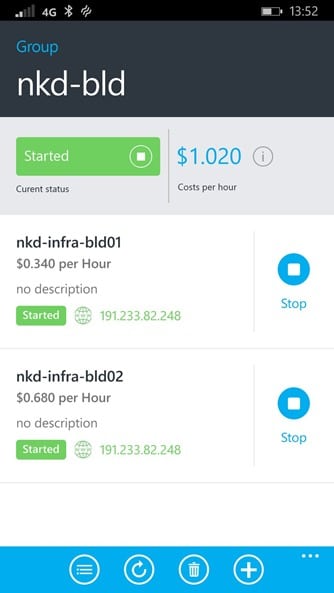 4G 13:52
Group
nkd-bld
Started $1.020 i
Curent status Costs per hour
nkd-infra-bld01
$0.340 per Hour
no description
Started www 191.233.82.248
Stop
nkd-infra-bld02
$0.680 per Hour
no description
Started www 191.233.82.248
Stop